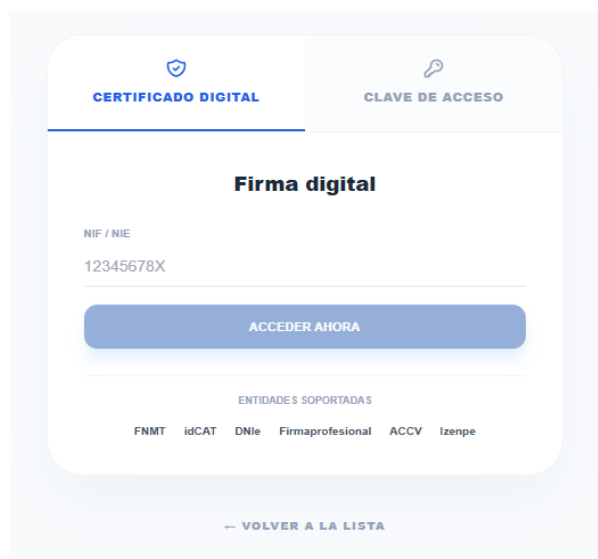 CERTIFICADO DIGITAL CLAVE DE ACCESO
Firma digital
NIF / NIE
12345678X
ACCEDER AHORA
ENTIDADES SOPORTADAS
FNMT idCAT DNIe Firmaprofesional ACCV Izenpe
← VOLVER A LA LISTA